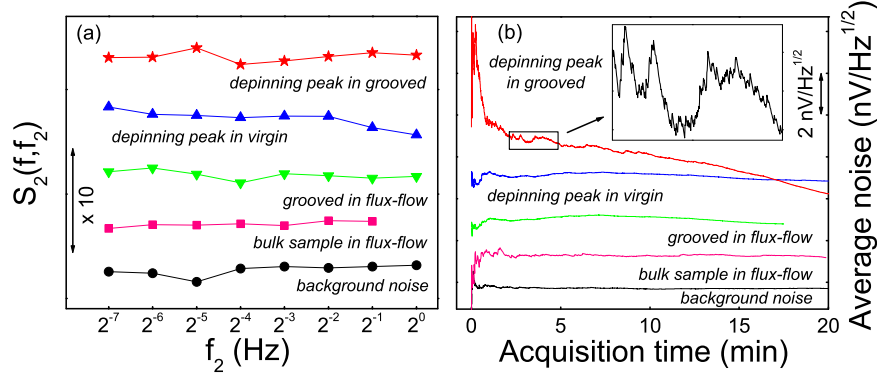 (a)
depinning peak in grooved
depinning peak in virgin
grooved in flux-flow
bulk sample in flux-flow
background noise
S₂(f,f₂)
x 10
2⁻⁷ 2⁻⁶ 2⁻⁵ 2⁻⁴ 2⁻³ 2⁻² 2⁻¹ 2⁰
f₂ (Hz)
(b)
depinning peak
in grooved
depinning peak in virgin
grooved in flux-flow
bulk sample in flux-flow
background noise
0 5 10 15 20
Acquisition time (min)
2 nV/Hz¹/²
Average noise (nV/Hz¹/²)